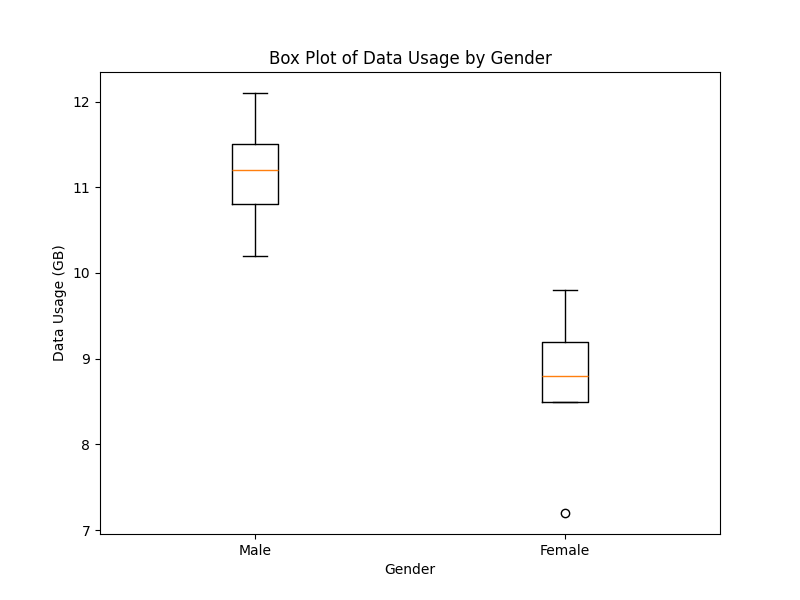 Box Plot of Data Usage by Gender
12
11
10
9
8
7
Data Usage (GB)
Male
Female
Gender